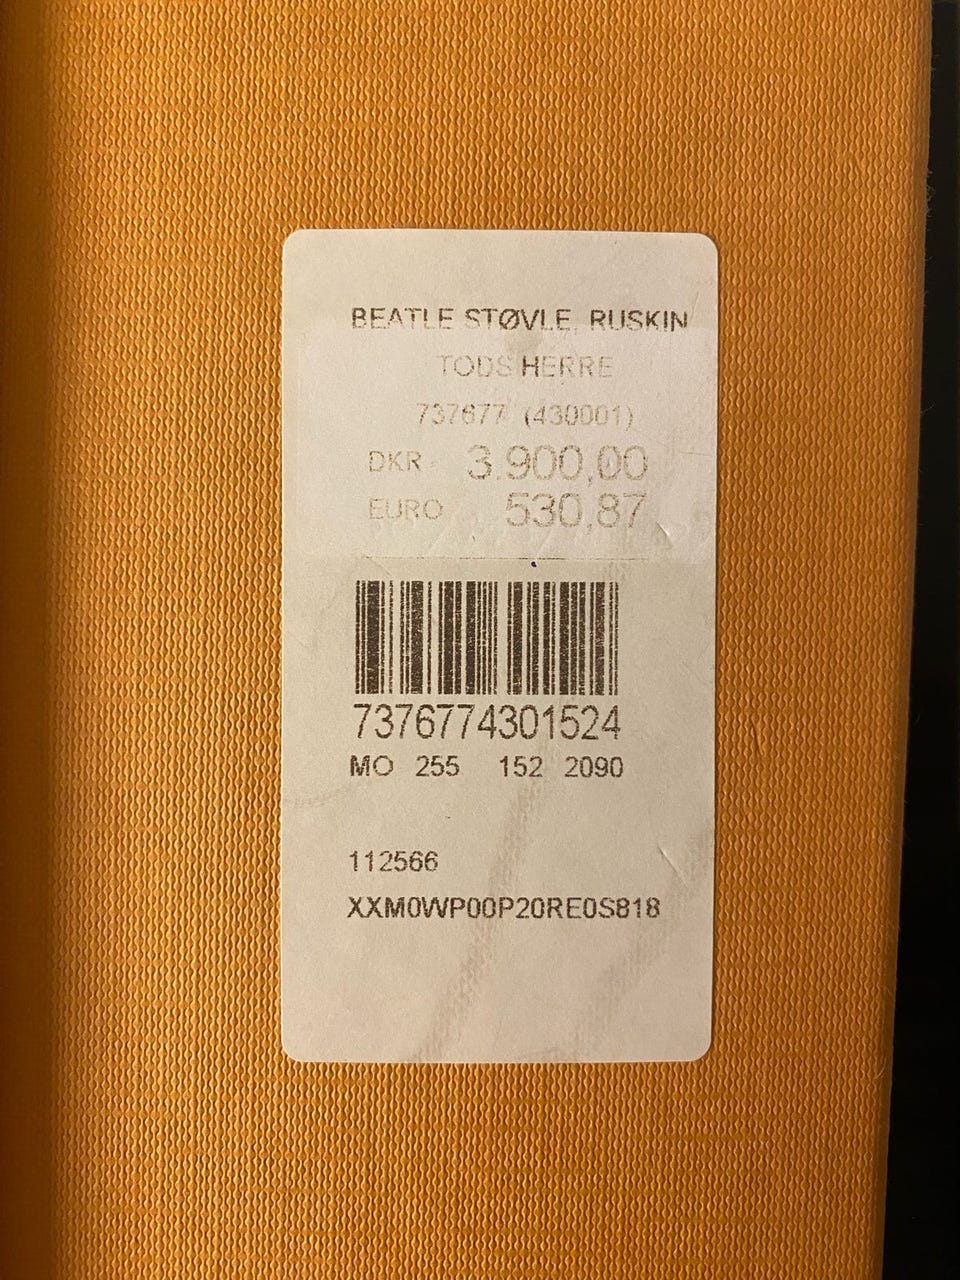 BEATLE STØVLE, RUSKIN
TODS HERRE
737677 (430001)
DKR 3.900,00
EURO 530,87
7376774301524
MO 255 152 2090
112566
XXM0WP00P20RE0S818